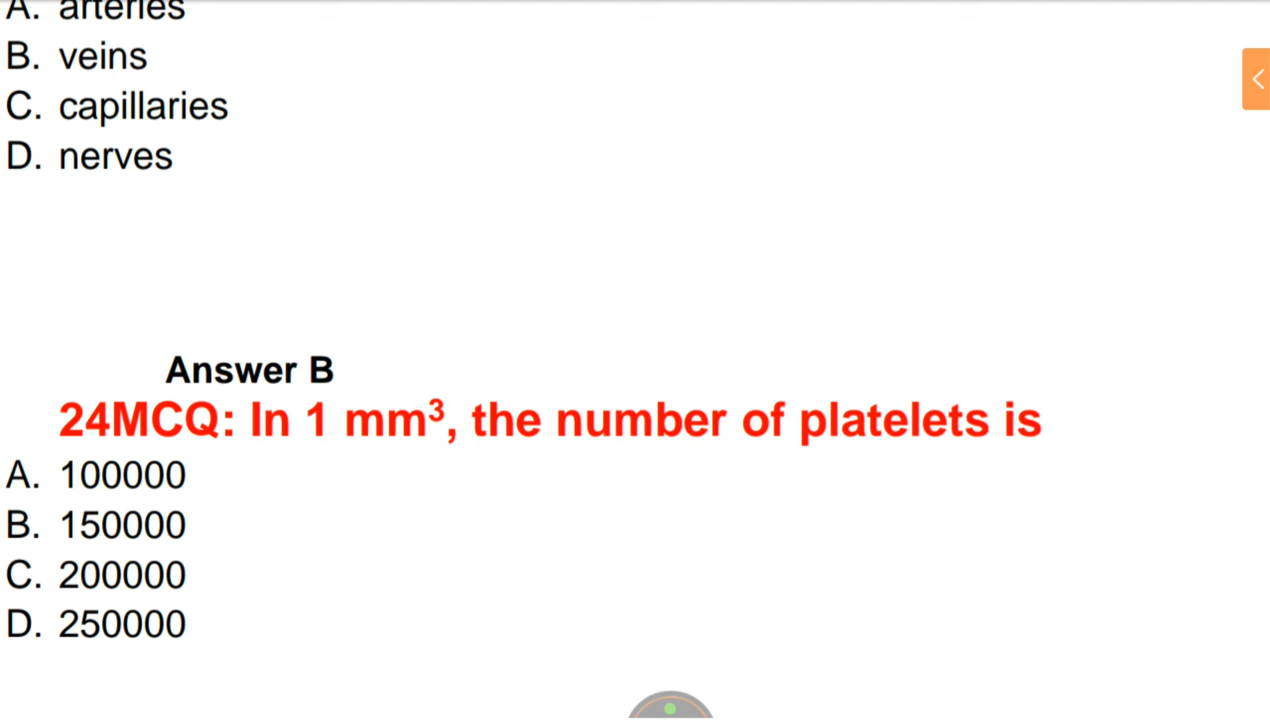 A. arteries
B. veins
C. capillaries
D. nerves
Answer B
24MCQ: In 1 mm³, the number of platelets is
A. 100000
B. 150000
C. 200000
D. 250000